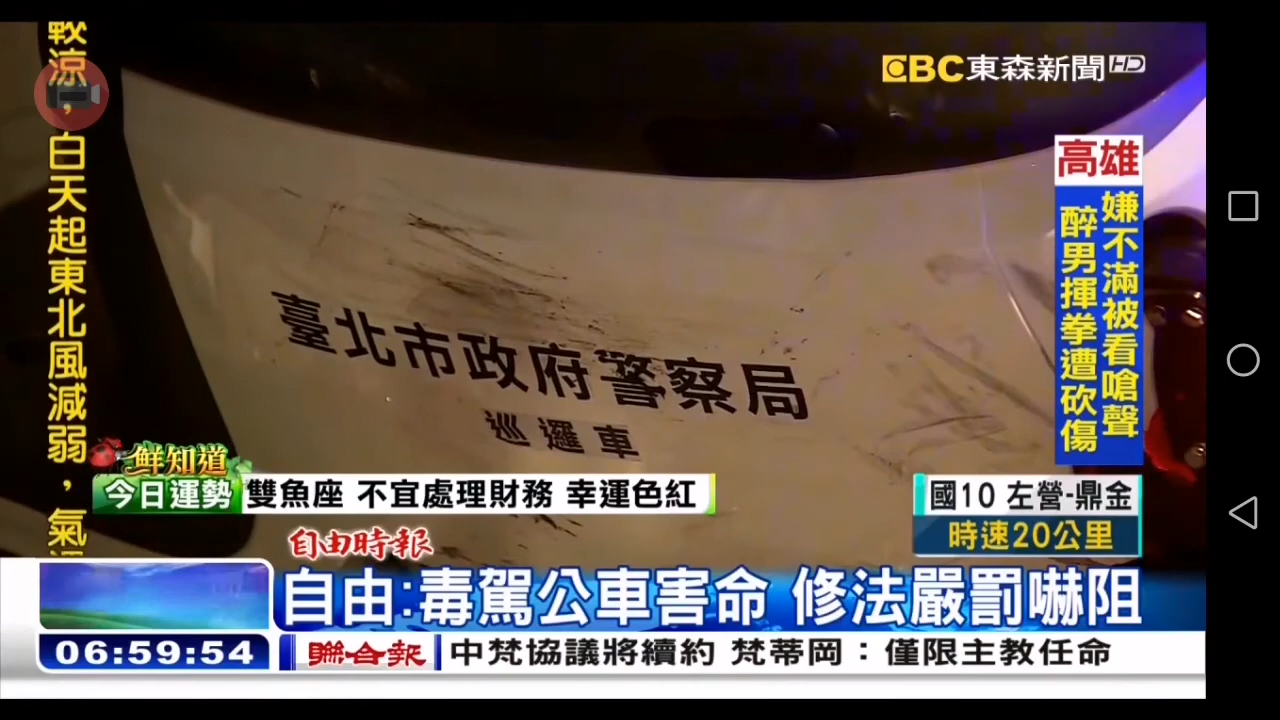 較涼，白天起東北風減弱，氣
EBC東森新聞HD
高雄
嫌不滿被看嗆聲
醉男揮拳遭砍傷
臺北市政府警察局
巡邏車
鮮知道
今日運勢
雙魚座 不宜處理財務 幸運色紅
國10 左營-鼎金
時速20公里
自由時報
自由:毒駕公車害命 修法嚴罰嚇阻
06:59:54
聯合報
中梵協議將續約 梵蒂岡：僅限主教任命